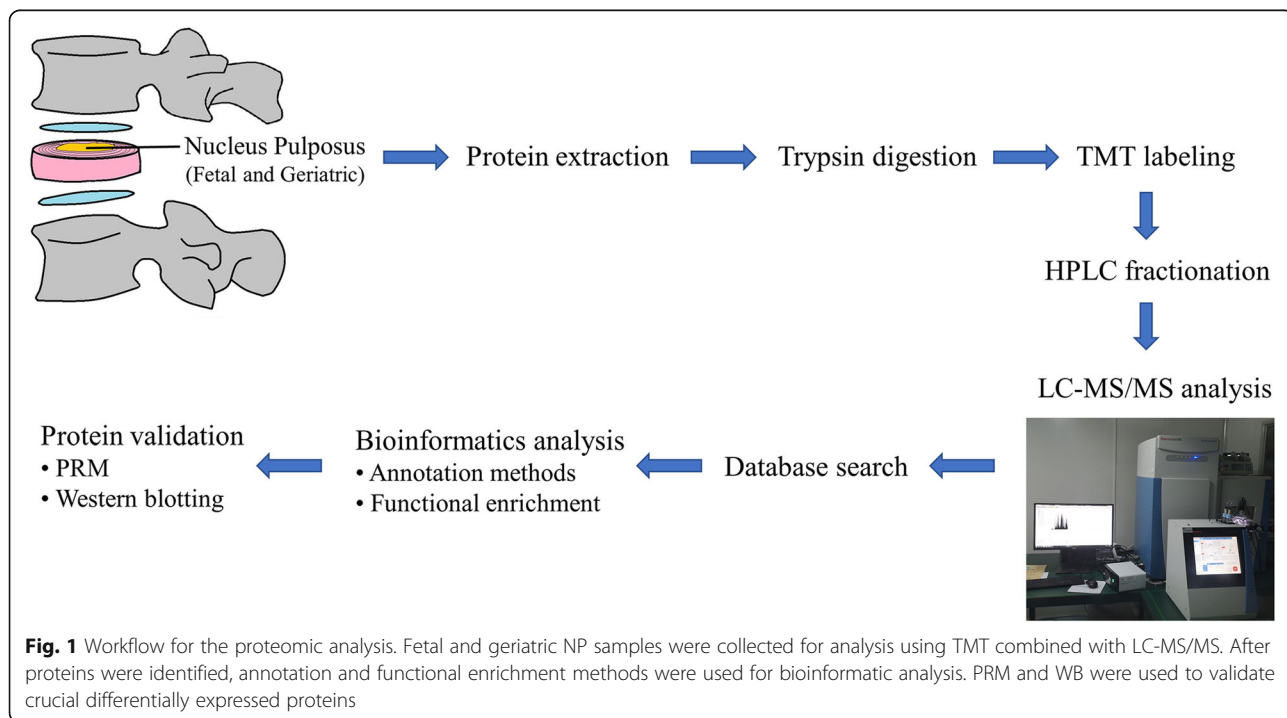 Nucleus Pulposus
(Fetal and Geriatric)
Protein extraction
Trypsin digestion
TMT labeling
HPLC fractionation
LC-MS/MS analysis
Database search
Bioinformatics analysis
• Annotation methods
• Functional enrichment
Protein validation
• PRM
• Western blotting
Fig. 1 Workflow for the proteomic analysis. Fetal and geriatric NP samples were collected for analysis using TMT combined with LC-MS/MS. After
proteins were identified, annotation and functional enrichment methods were used for bioinformatic analysis. PRM and WB were used to validate
crucial differentially expressed proteins